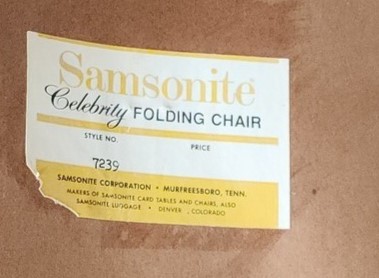 Samsonite
Celebrity FOLDING CHAIR
STYLE NO. PRICE
7239
SAMSONITE CORPORATION • MURFREESBORO, TENN.
MAKERS OF SAMSONITE CARD TABLES AND CHAIRS, ALSO
SAMSONITE LUGGAGE • DENVER, COLORADO